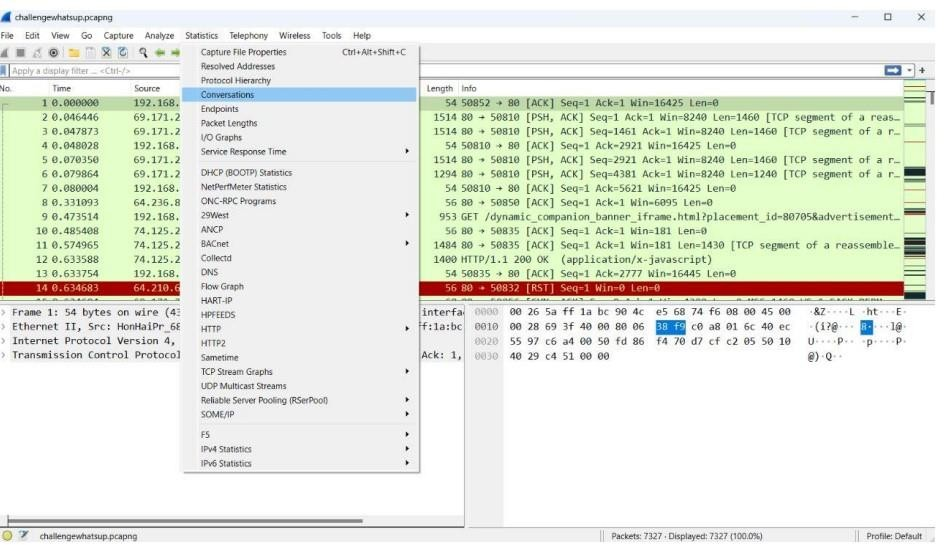 challengewhatsup.pcapng
File Edit View Go Capture Analyze Statistics Telephony Wireless Tools Help
Apply a display filter ... <Ctrl-/>
No. Time Source Length Info
1 0.000000 192.168. 54 50852 → 80 [ACK] Seq=1 Ack=1 Win=16425 Len=0
2 0.046446 69.171.2 1514 80 → 50810 [PSH, ACK] Seq=1 Ack=1 Win=8240 Len=1460 [TCP segment of a reas…
3 0.047873 69.171.2 1514 80 → 50810 [PSH, ACK] Seq=1461 Ack=1 Win=8240 Len=1460 [TCP segment of a r…
4 0.048028 192.168. 54 50810 → 80 [ACK] Seq=1 Ack=2921 Win=16425 Len=0
5 0.070350 69.171.2 1514 80 → 50810 [PSH, ACK] Seq=2921 Ack=1 Win=8240 Len=1460 [TCP segment of a r…
6 0.079864 69.171.2 1294 80 → 50810 [PSH, ACK] Seq=4381 Ack=1 Win=8240 Len=1240 [TCP segment of a r…
7 0.080004 192.168. 54 50810 → 80 [ACK] Seq=1 Ack=5621 Win=16425 Len=0
8 0.331093 64.236.8 56 80 → 50850 [ACK] Seq=1 Ack=1 Win=6095 Len=0
9 0.473514 192.168. 953 GET /dynamic_companion_banner_iframe.html?placement_id=80705&advertisement…
10 0.485408 74.125.2 56 80 → 50835 [ACK] Seq=1 Ack=1 Win=181 Len=0
11 0.574965 74.125.2 1484 80 → 50835 [ACK] Seq=1 Ack=1 Win=181 Len=1430 [TCP segment of a reassemble…
12 0.633588 74.125.2 1400 HTTP/1.1 200 OK (application/x-javascript)
13 0.633754 192.168. 54 50835 → 80 [ACK] Seq=1 Ack=2777 Win=16445 Len=0
14 0.634683 64.210.6 56 80 → 50832 [RST] Seq=1 Win=0 Len=0
Capture File Properties Ctrl+Alt+Shift+C
Resolved Addresses
Protocol Hierarchy
Conversations
Endpoints
Packet Lengths
I/O Graphs
Service Response Time
DHCP (BOOTP) Statistics
NetPerfMeter Statistics
ONC-RPC Programs
29West
ANCP
BACnet
Collectd
DNS
Flow Graph
HART-IP
HPFEEDS
HTTP
HTTP2
Sametime
TCP Stream Graphs
UDP Multicast Streams
Reliable Server Pooling (RSerPool)
SOME/IP
F5
IPv4 Statistics
IPv6 Statistics
Frame 1: 54 bytes on wire (43 interfac
Ethernet II, Src: HonHaiPr_68 ff:1a:bc
Internet Protocol Version 4,
Transmission Control Protocol Ack: 1,
0000 00 26 5a ff 1a bc 90 4c e5 68 74 f6 08 00 45 00 ·&Z····L ·ht···E·
0010 00 28 69 3f 40 00 80 06 38 f9 c0 a8 01 6c 40 ec ·(i?@··· 8····l@·
0020 55 97 c6 a4 00 50 fd 86 f4 70 d7 cf c2 05 50 10 U····P·· ·p····P·
0030 40 29 c4 51 00 00 @)·Q··
challengewhatsup.pcapng Packets: 7327 · Displayed: 7327 (100.0%) Profile: Default